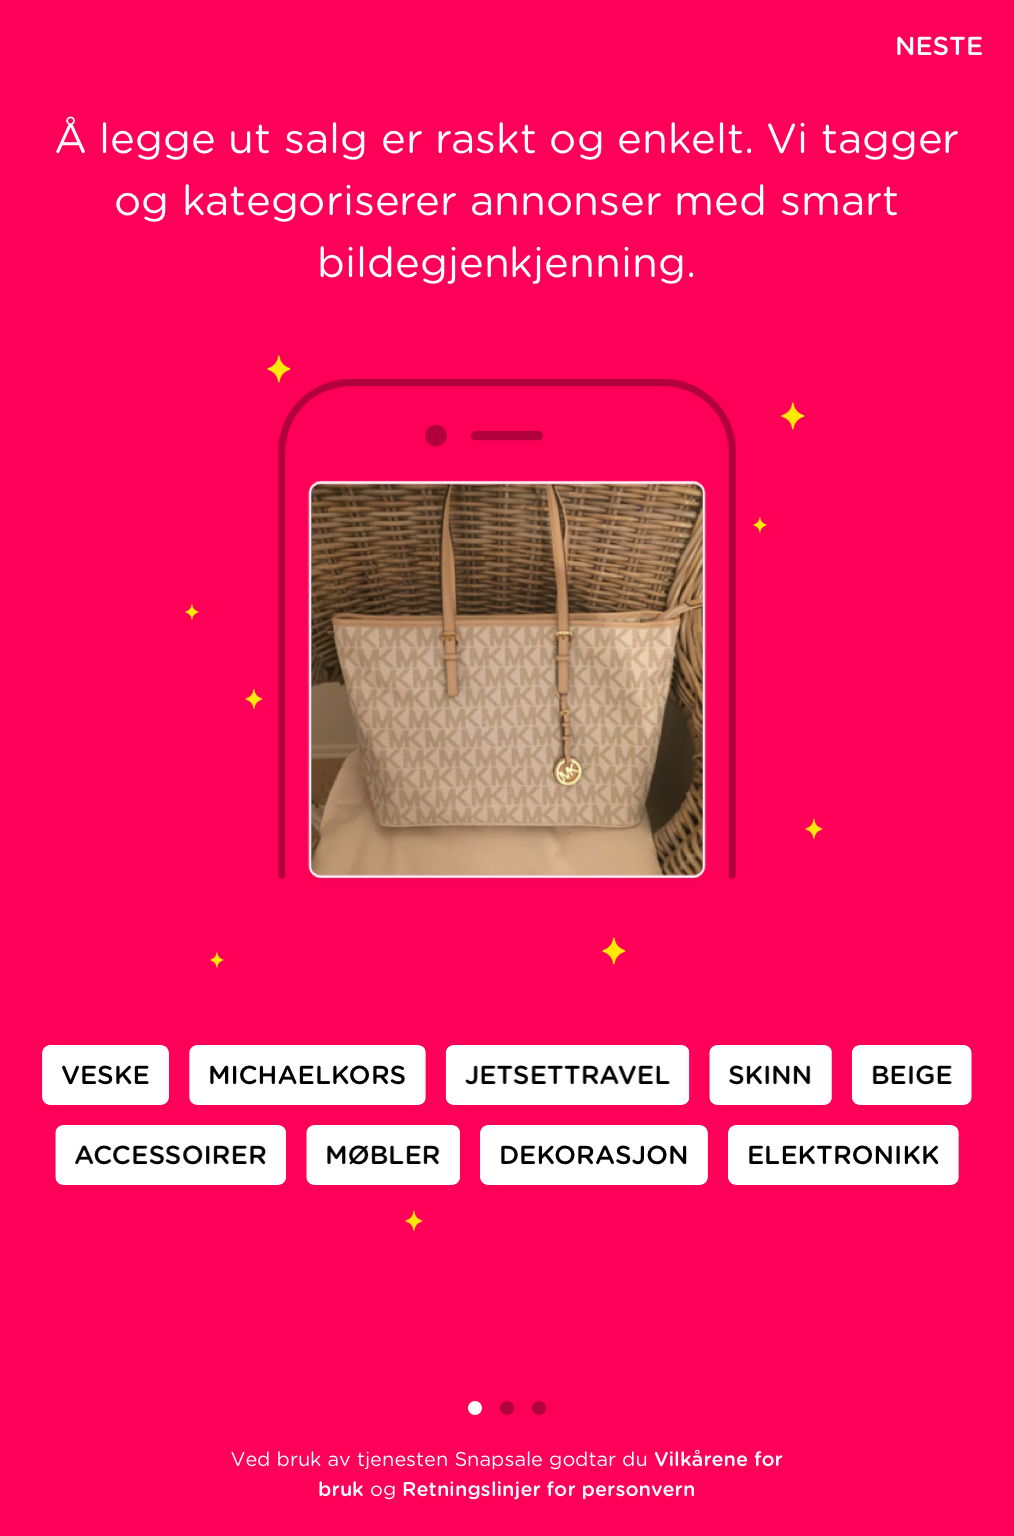 NESTE
Å legge ut salg er raskt og enkelt. Vi tagger
og kategoriserer annonser med smart
bildegjenkjenning.
MK
VESKE MICHAELKORS JETSETTRAVEL SKINN BEIGE
ACCESSOIRER MØBLER DEKORASJON ELEKTRONIKK
Ved bruk av tjenesten Snapsale godtar du Vilkårene for
bruk og Retningslinjer for personvern